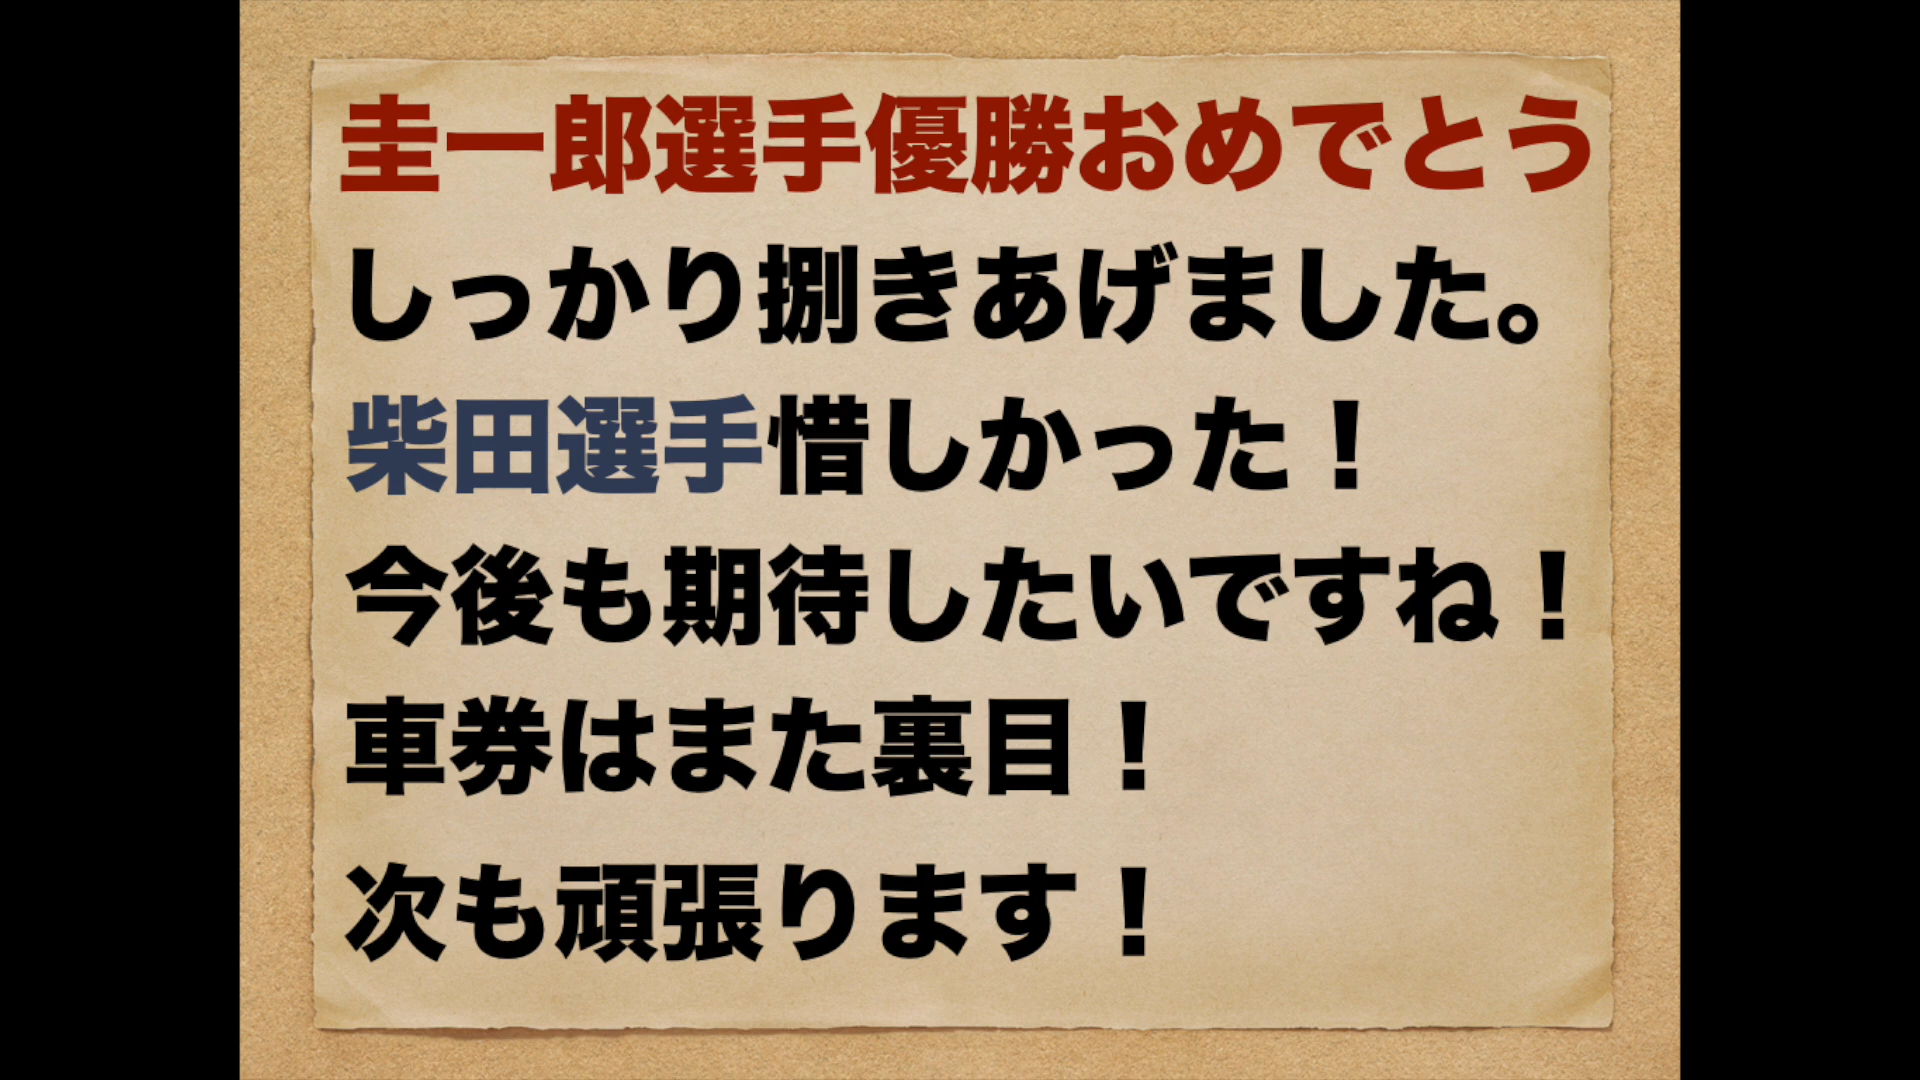 圭一郎選手優勝おめでとう
しっかり捌きあげました。
柴田選手惜しかった！
今後も期待したいですね！
車券はまた裏目！
次も頑張ります！